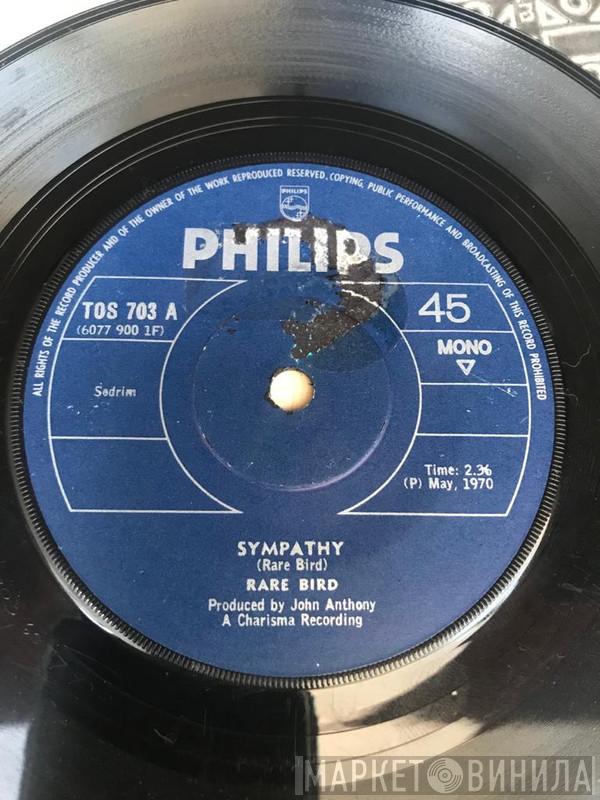 ALL RIGHTS OF THE RECORD PRODUCER AND OF THE OWNER OF THE WORK REPRODUCED RESERVED. COPYING, PUBLIC PERFORMANCE AND BROADCASTING OF THIS RECORD PROHIBITED
PHILIPS
PHILIPS
TOS 703 A
(6077 900 1F)
45
MONO
Sedrim
Time: 2.36
(P) May, 1970
SYMPATHY
(Rare Bird)
RARE BIRD
Produced by John Anthony
A Charisma Recording
МАРКЕТ ВИНИЛА